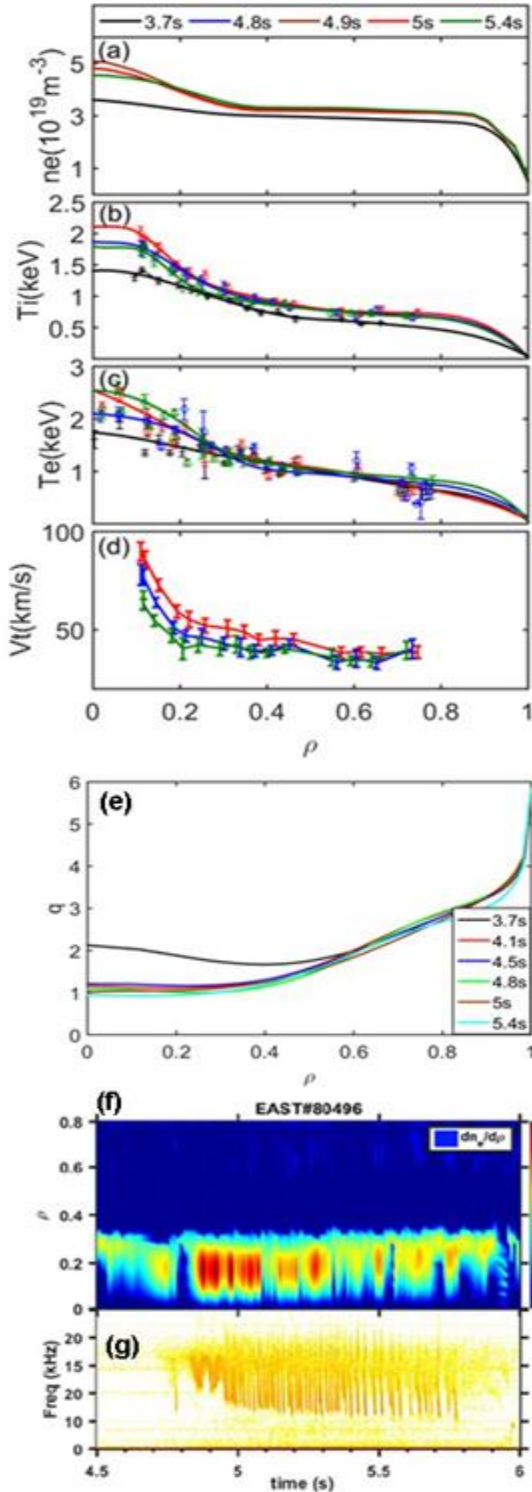 3.7s 4.8s 4.9s 5s 5.4s
(a)
ne(10^19m^-3)
5
3
1
(b)
Ti(keV)
2.5
2
1.5
1
0.5
(c)
Te(keV)
3
2
1
(d)
Vt(km/s)
100
50
0 0.2 0.4 0.6 0.8 1
ρ
(e)
q
6
5
4
3
2
1
0
3.7s
4.1s
4.5s
4.8s
5s
5.4s
0 0.2 0.4 0.6 0.8 1
ρ
(f)
EAST#80496
dn_e/dρ
ρ
0.8
0.6
0.4
0.2
0
(g)
Freq (kHz)
20
15
20
10
0
4.5 5 5.5 6
time (s)